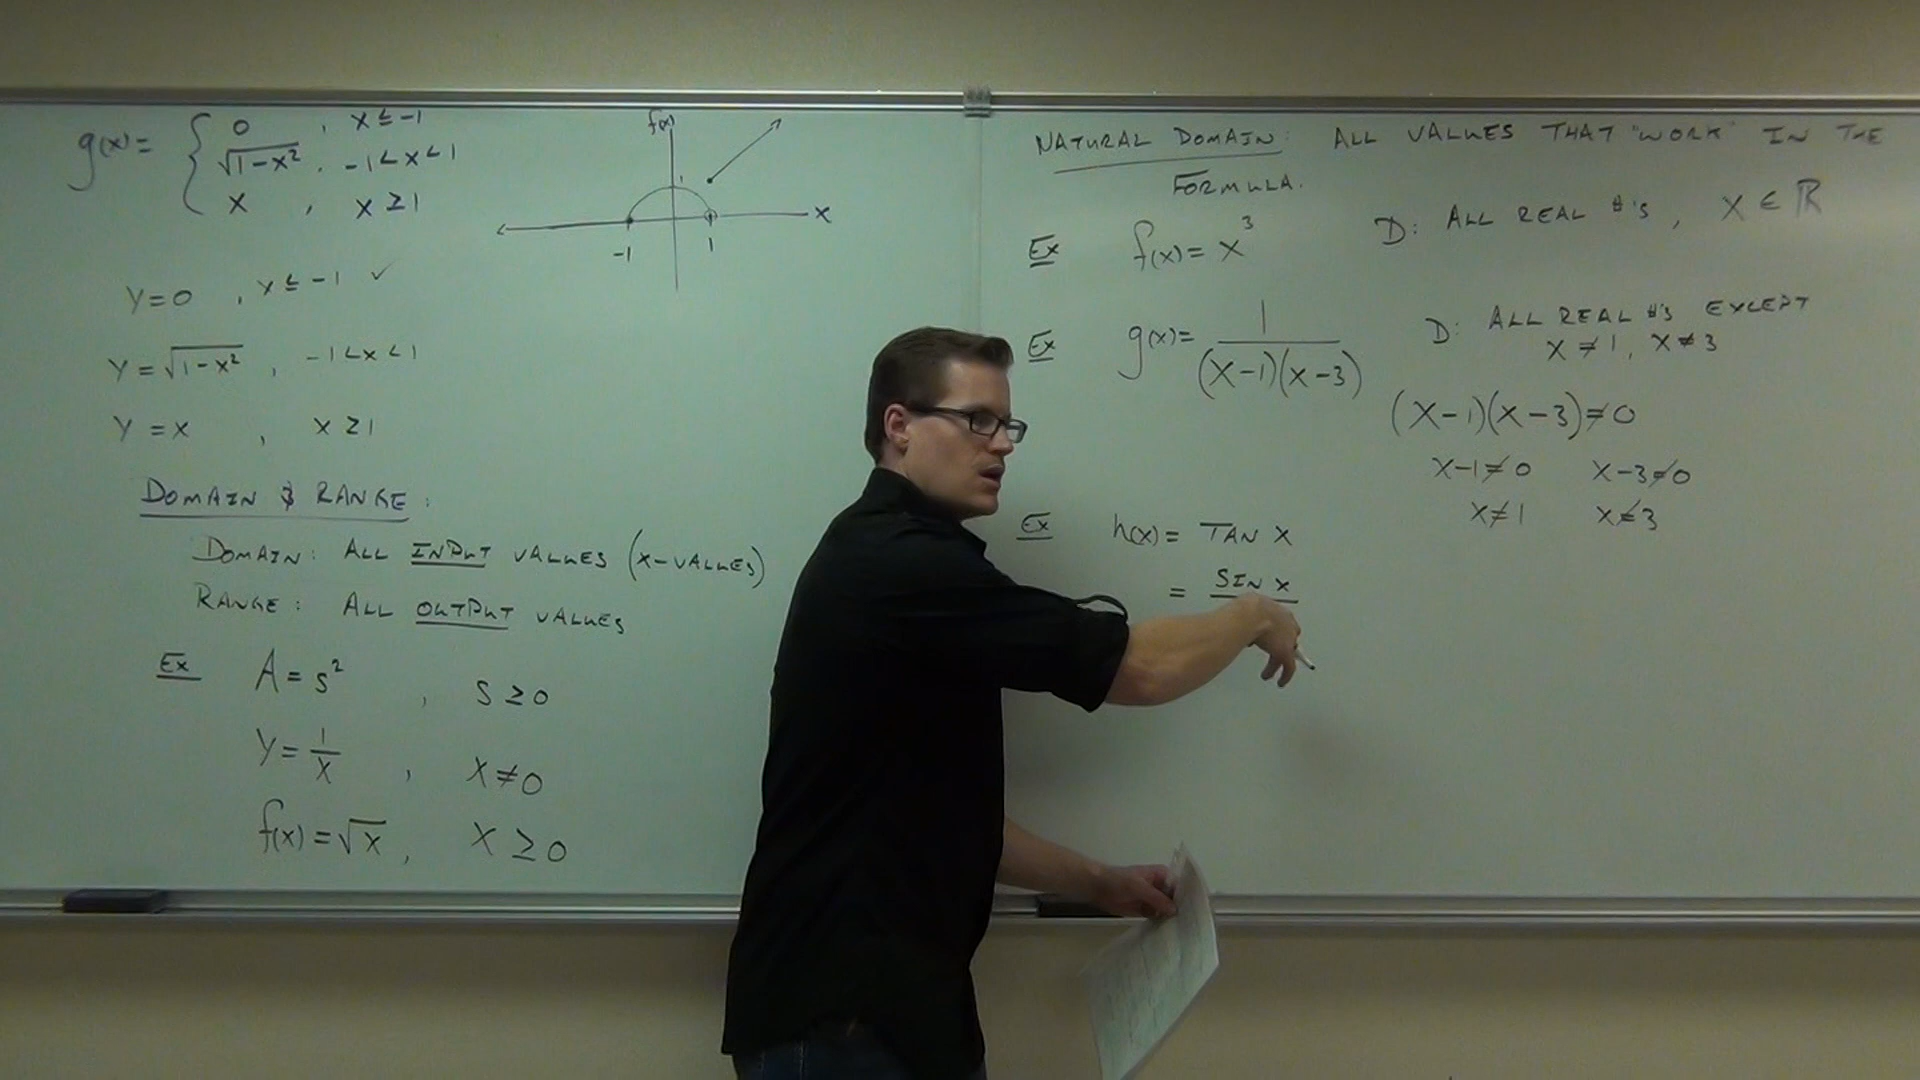 g(x) = { 0 , x ≤ -1
√(1-x²) , -1 < x < 1
x , x ≥ 1
f(x)
1
x
-1
1
y = 0 , x ≤ -1 ✓
y = √(1-x²) , -1 < x < 1
y = x , x ≥ 1
DOMAIN & RANGE :
DOMAIN : ALL INPUT VALUES (X-VALUES)
RANGE : ALL OUTPUT VALUES
Ex A = s² , s ≥ 0
y = 1/x , x ≠ 0
f(x) = √x , x ≥ 0
NATURAL DOMAIN : ALL VALUES THAT "WORK" IN THE
FORMULA.
Ex f(x) = x³ D: ALL REAL #'s , x ∈ ℝ
Ex g(x) = 1/((x-1)(x-3)) D: ALL REAL #'s EXCEPT
x ≠ 1, x ≠ 3
(x-1)(x-3) ≠ 0
x-1 ≠ 0 x-3 ≠ 0
x ≠ 1 x ≠ 3
Ex h(x) = TAN x
= SIN x